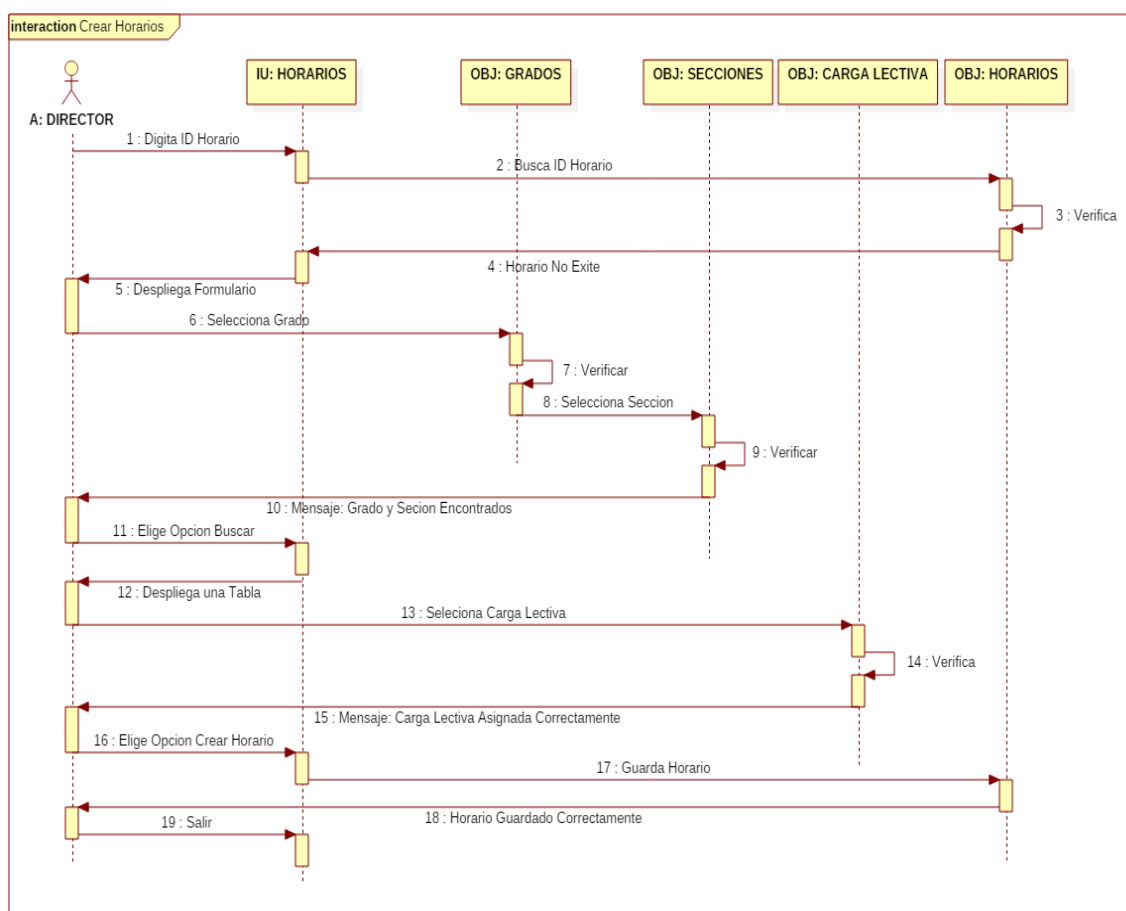 interaction Crear Horarios
IU: HORARIOS
OBJ: GRADOS
OBJ: SECCIONES
OBJ: CARGA LECTIVA
OBJ: HORARIOS
A: DIRECTOR
1 : Digita ID Horario
2 : Busca ID Horario
3 : Verifica
4 : Horario No Exite
5 : Despliega Formulario
6 : Selecciona Grado
7 : Verificar
8 : Selecciona Seccion
9 : Verificar
10 : Mensaje: Grado y Secion Encontrados
11 : Elige Opcion Buscar
12 : Despliega una Tabla
13 : Seleciona Carga Lectiva
14 : Verifica
15 : Mensaje: Carga Lectiva Asignada Correctamente
16 : Elige Opcion Crear Horario
17 : Guarda Horario
18 : Horario Guardado Correctamente
19 : Salir